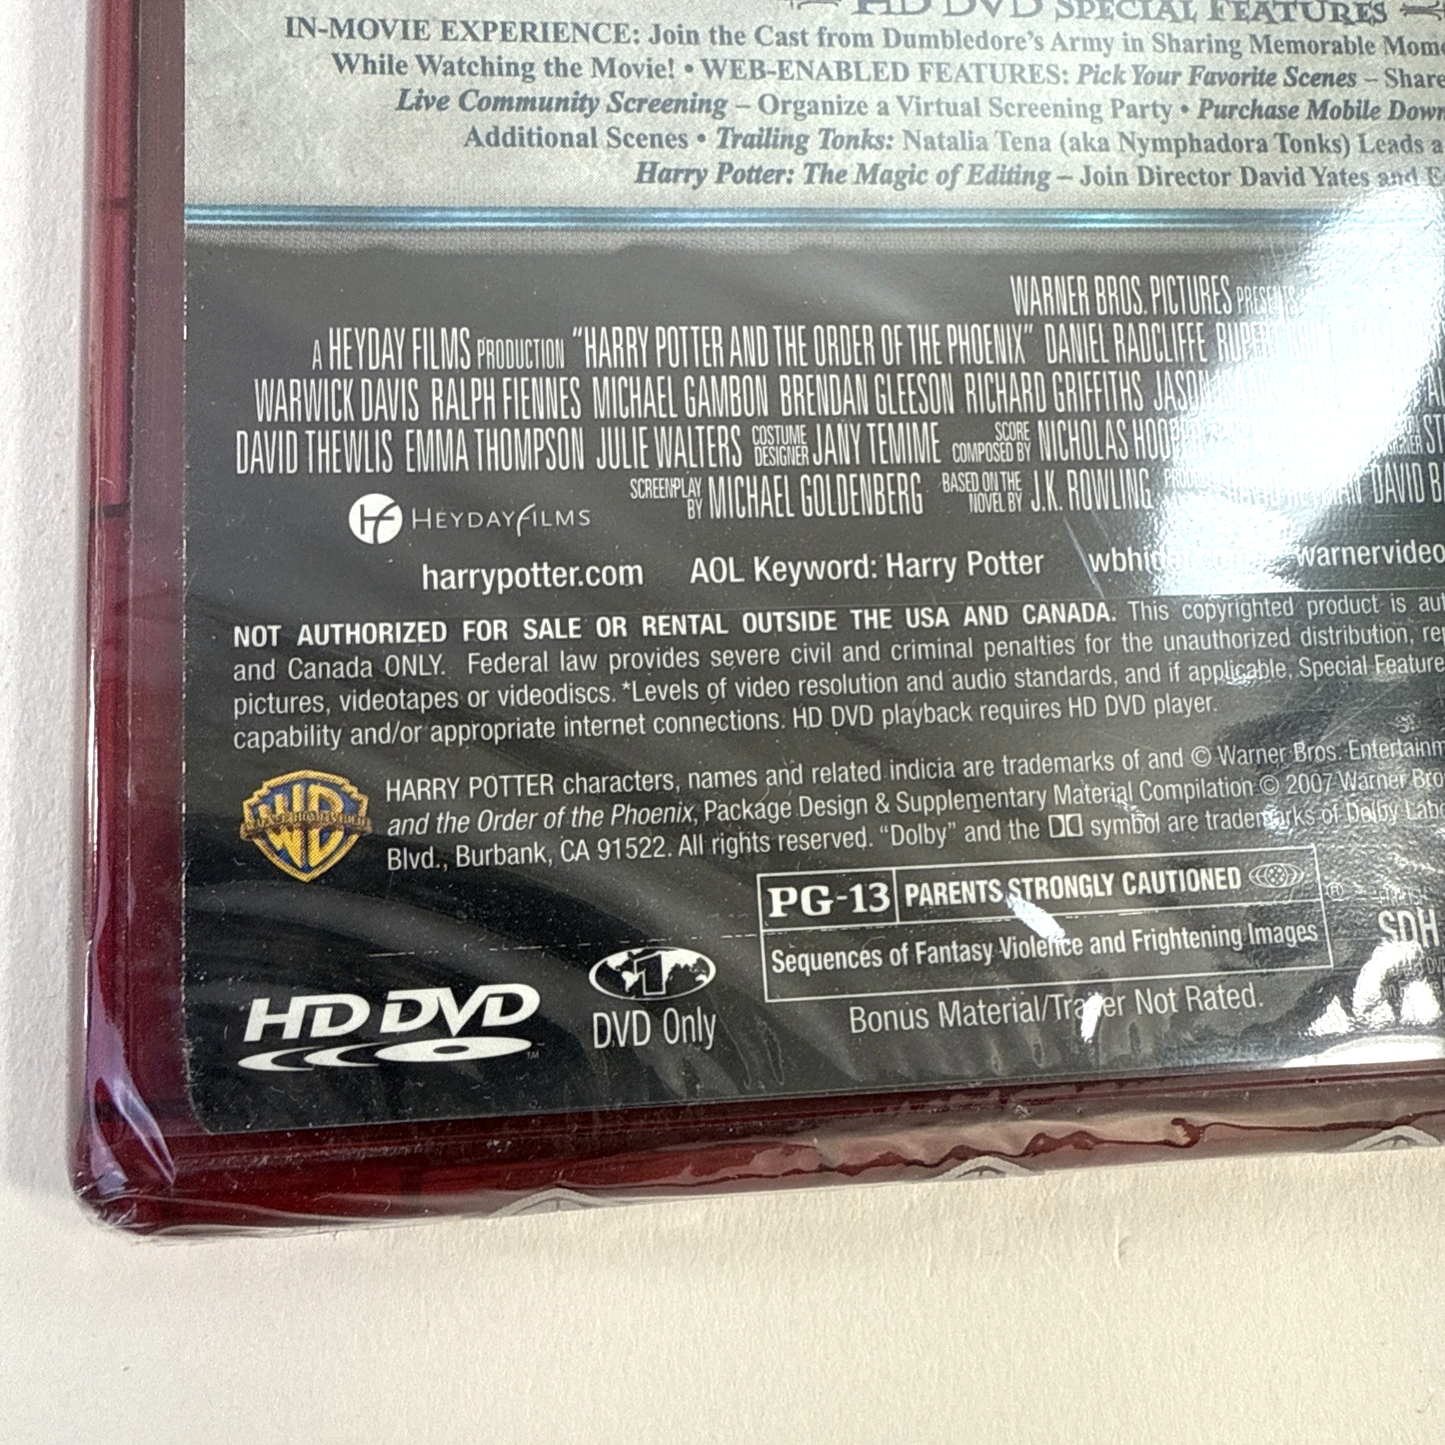 HD DVD SPECIAL FEATURES
IN-MOVIE EXPERIENCE: Join the Cast from Dumbledore's Army in Sharing Memorable
While Watching the Movie! • WEB-ENABLED FEATURES: Pick Your Favorite Scenes – Share
Live Community Screening – Organize a Virtual Screening Party • Purchase Mobile
Additional Scenes • Trailing Tonks: Natalia Tena (aka Nymphadora Tonks) Leads a
Harry Potter: The Magic of Editing – Join Director David Yates and
WARNER BROS. PICTURES PRESENTS
A HEYDAY FILMS PRODUCTION "HARRY POTTER AND THE ORDER OF THE PHOENIX" DANIEL RADCLIFFE RUPERT
WARWICK DAVIS RALPH FIENNES MICHAEL GAMBON BRENDAN GLEESON RICHARD GRIFFITHS JASON
DAVID THEWLIS EMMA THOMPSON JULIE WALTERS COSTUME DESIGNER JANY TEMIME SCORE COMPOSED BY NICHOLAS HOOPER
SCREENPLAY BY MICHAEL GOLDENBERG BASED ON THE NOVEL BY J.K. ROWLING DAVID
HF HEYDAY FILMS
harrypotter.com AOL Keyword: Harry Potter
NOT AUTHORIZED FOR SALE OR RENTAL OUTSIDE THE USA AND CANADA. This copyrighted product is
and Canada ONLY. Federal law provides severe civil and criminal penalties for the unauthorized distribution,
pictures, videotapes or videodiscs. *Levels of video resolution and audio standards, and if applicable, Special
capability and/or appropriate internet connections. HD DVD playback requires HD DVD player.
WB
HARRY POTTER characters, names and related indicia are trademarks of and © Warner Bros.
and the Order of the Phoenix, Package Design & Supplementary Material Compilation © 2007 Warner
Blvd., Burbank, CA 91522. All rights reserved. "Dolby" and the symbol are trademarks of Dolby
PG-13 PARENTS STRONGLY CAUTIONED ®
Sequences of Fantasy Violence and Frightening Images
Bonus Material/Trailer Not Rated.
SDH
HD DVD TM
1
DVD Only